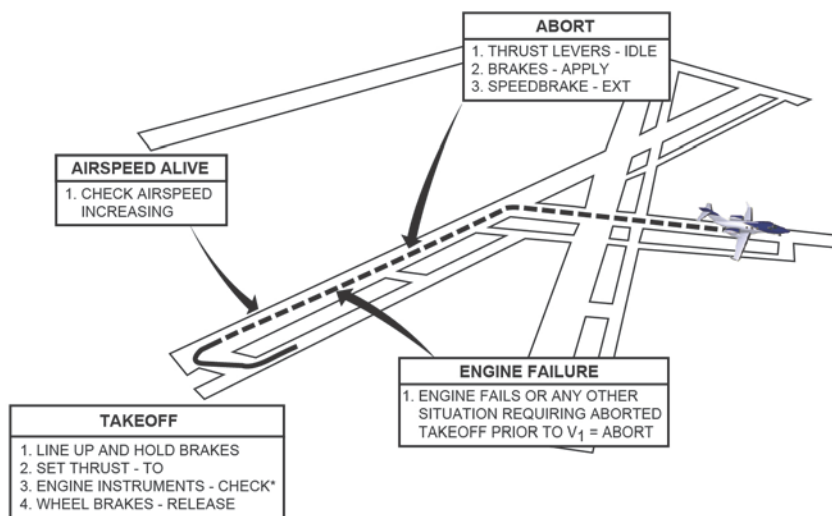 ABORT
1. THRUST LEVERS - IDLE
2. BRAKES - APPLY
3. SPEEDBRAKE - EXT
AIRSPEED ALIVE
1. CHECK AIRSPEED
INCREASING
ENGINE FAILURE
1. ENGINE FAILS OR ANY OTHER
SITUATION REQUIRING ABORTED
TAKEOFF PRIOR TO V₁ = ABORT
TAKEOFF
1. LINE UP AND HOLD BRAKES
2. SET THRUST - TO
3. ENGINE INSTRUMENTS - CHECK*
4. WHEEL BRAKES - RELEASE